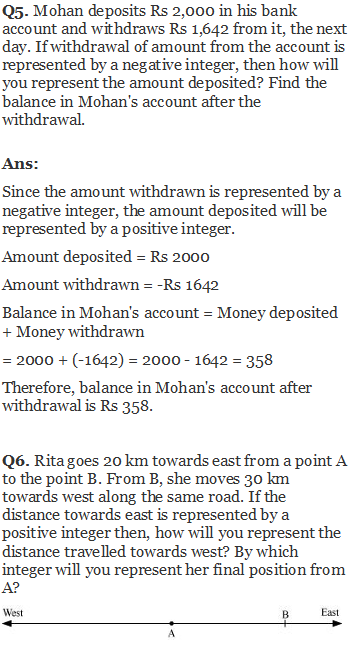 Q5. Mohan deposits Rs 2,000 in his bank
account and withdraws Rs 1,642 from it, the next
day. If withdrawal of amount from the account is
represented by a negative integer, then how will
you represent the amount deposited? Find the
balance in Mohan's account after the
withdrawal.
Ans:
Since the amount withdrawn is represented by a
negative integer, the amount deposited will be
represented by a positive integer.
Amount deposited = Rs 2000
Amount withdrawn = -Rs 1642
Balance in Mohan's account = Money deposited
+ Money withdrawn
= 2000 + (-1642) = 2000 - 1642 = 358
Therefore, balance in Mohan's account after
withdrawal is Rs 358.
Q6. Rita goes 20 km towards east from a point A
to the point B. From B, she moves 30 km
towards west along the same road. If the
distance towards east is represented by a
positive integer then, how will you represent the
distance travelled towards west? By which
integer will you represent her final position from
A?
West B East
A